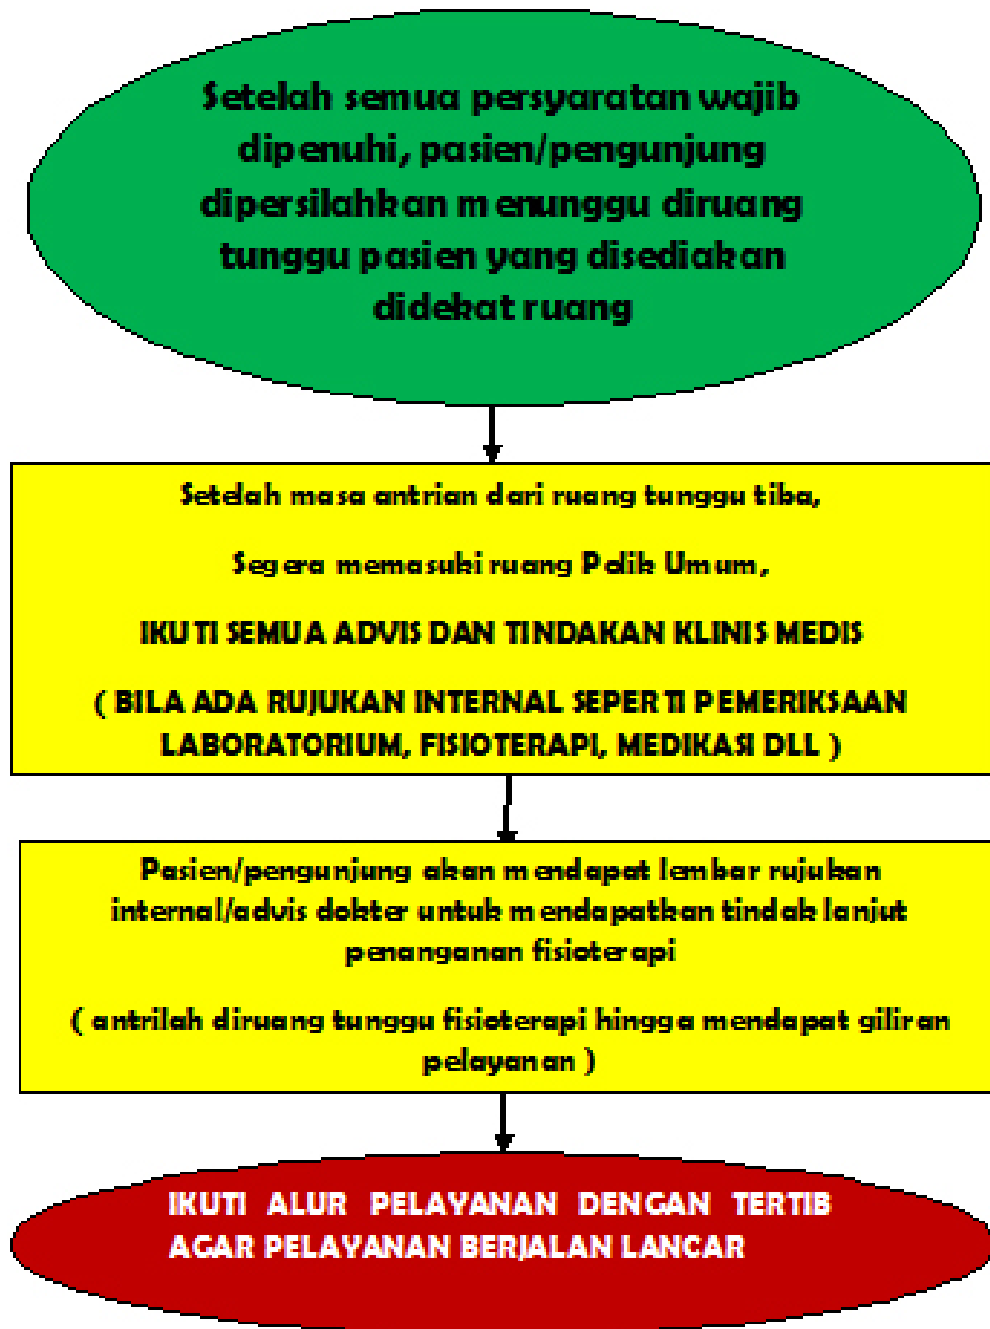 Setelah semua persyaratan wajib
dipenuhi, pasien/pengunjung
dipersilahkan menunggu diruang
tunggu pasien yang disediakan
didekat ruang
Setelah masa antrian dari ruang tunggu tiba,
Segera memasuki ruang Polik Umum,
IKUTI SEMUA ADVIS DAN TINDAKAN KLINIS MEDIS
( BILA ADA RUJUKAN INTERNAL SEPERTI PEMERIKSAAN
LABORATORIUM, FISIOTERAPI, MEDIKASI DLL )
Pasien/pengunjung akan mendapat lembar rujukan
internal/advis dokter untuk mendapatkan tindak lanjut
penanganan fisioterapi
( antrilah diruang tunggu fisioterapi hingga mendapat giliran
pelayanan )
IKUTI ALUR PELAYANAN DENGAN TERTIB
AGAR PELAYANAN BERJALAN LANCAR